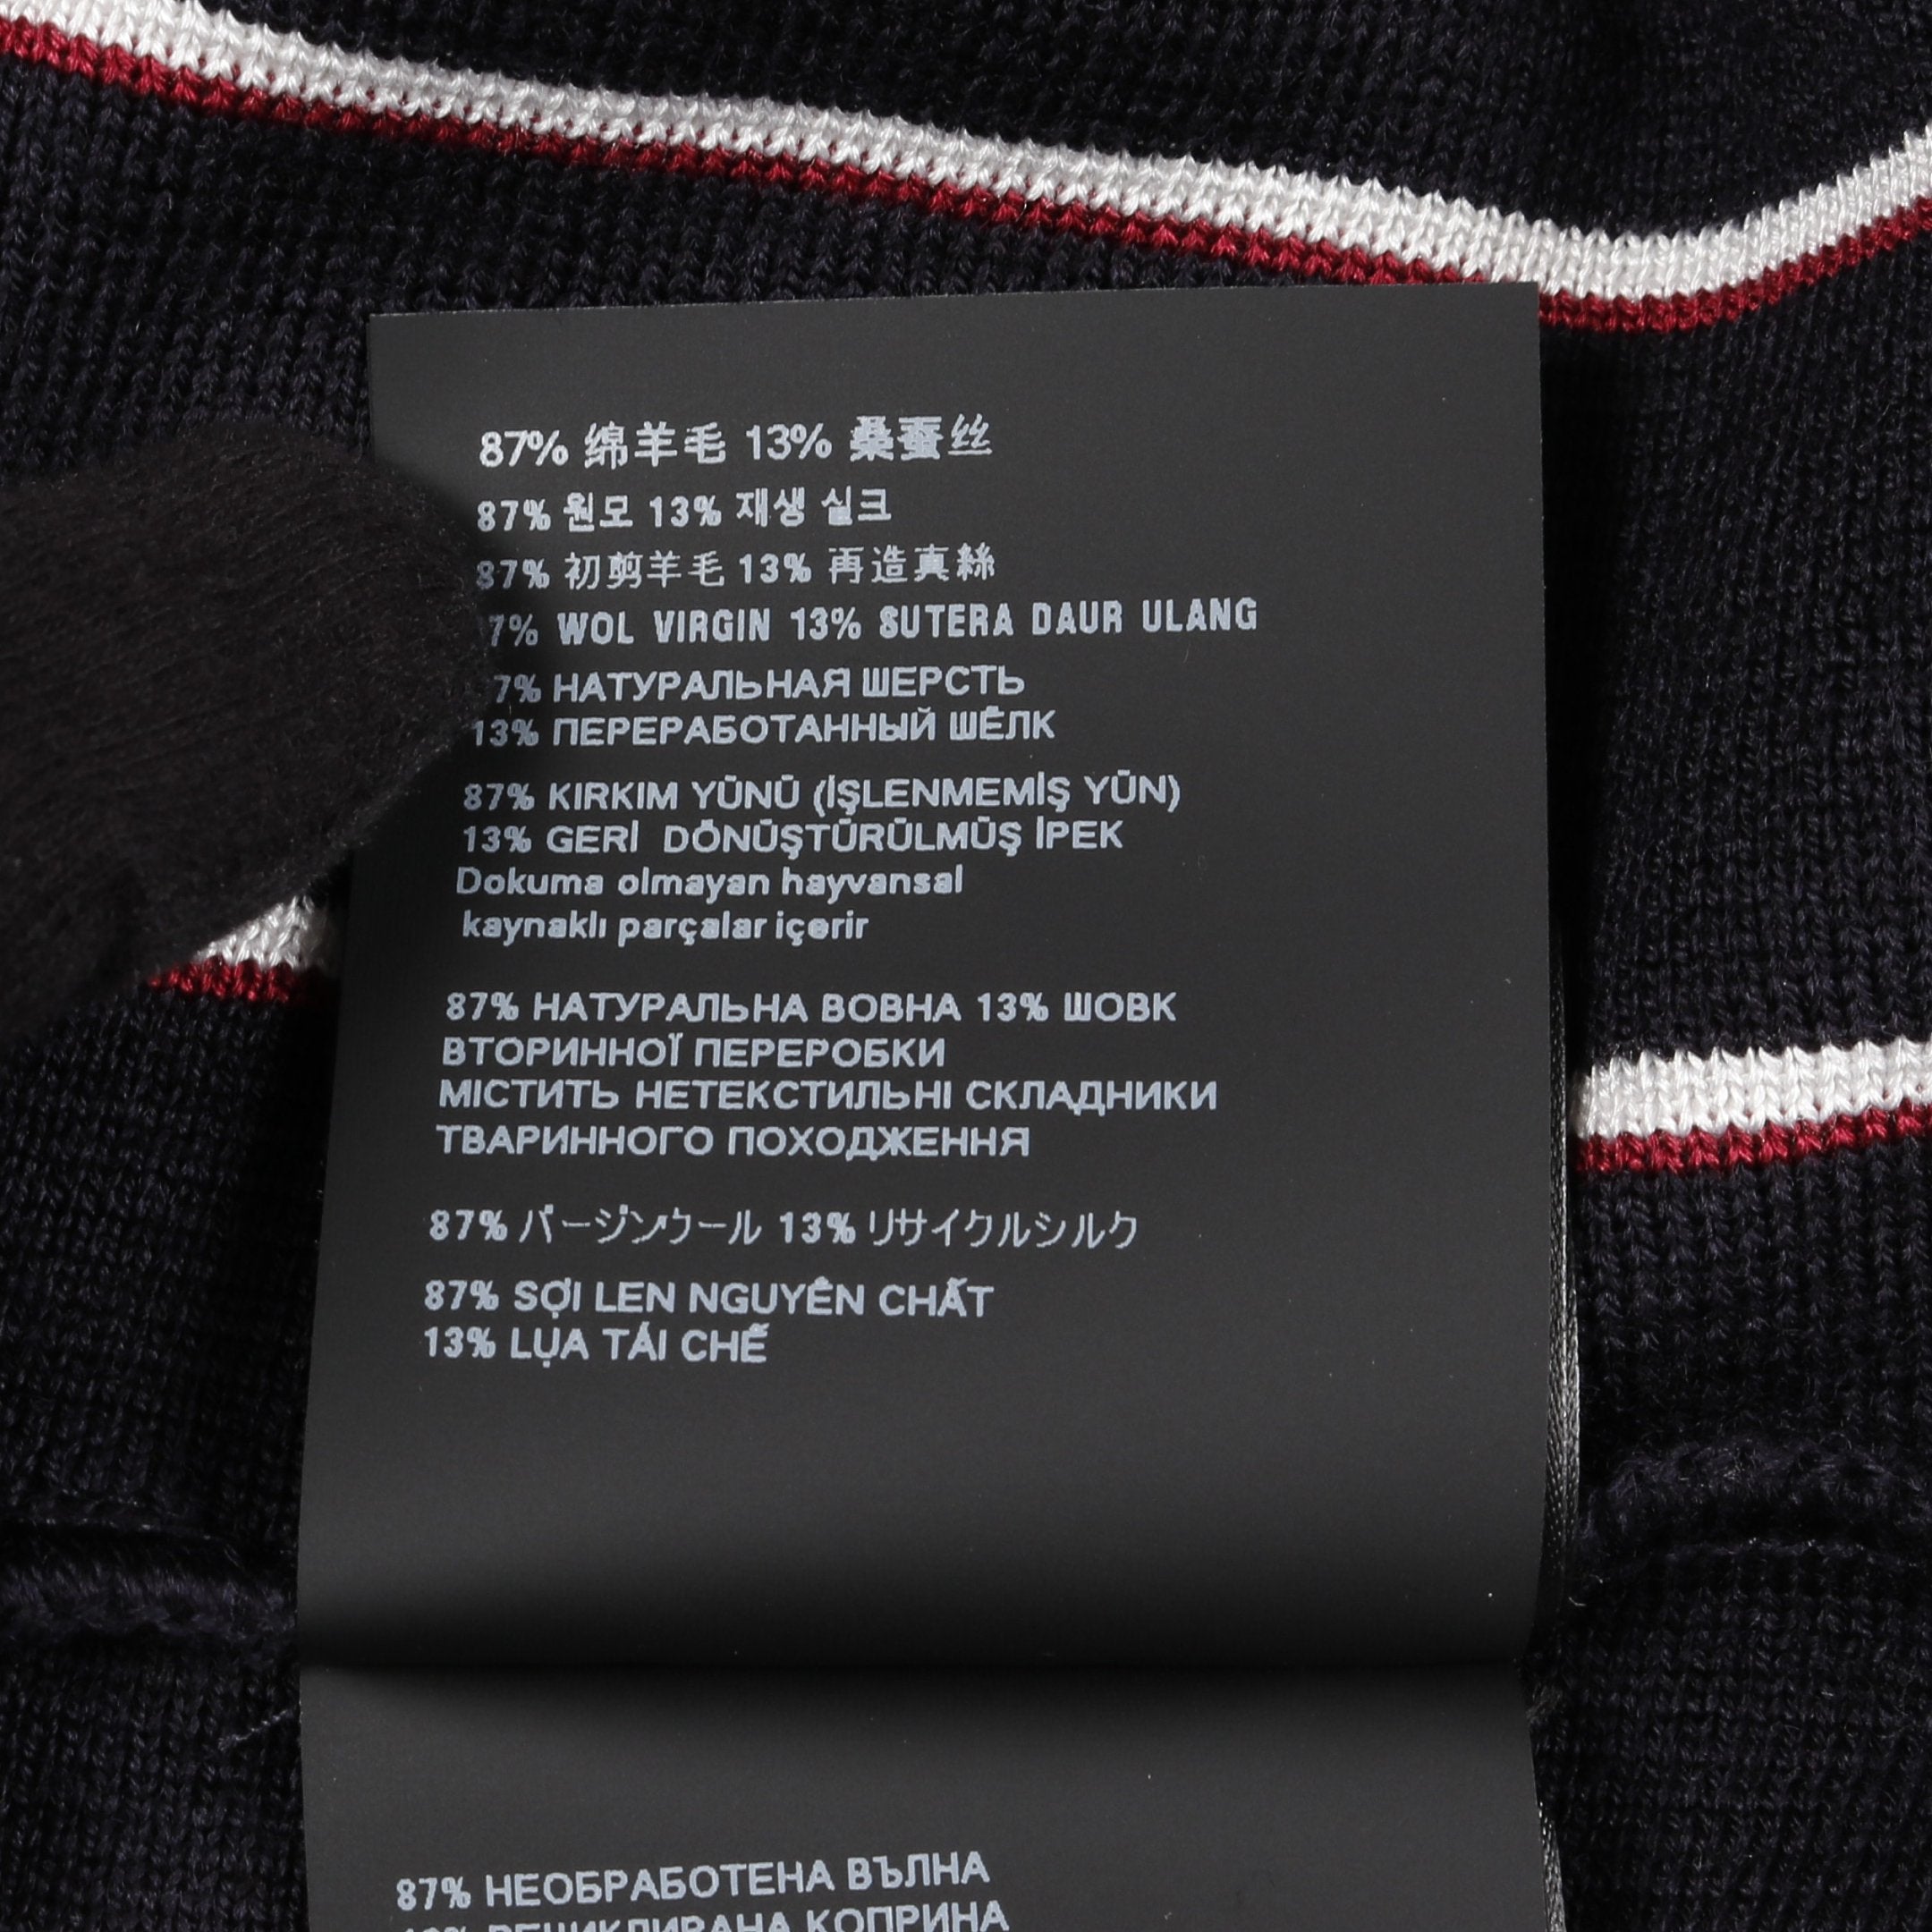 87% 绵羊毛 13% 桑蚕丝
87% 원모 13% 재생 실크
87% 初剪羊毛 13% 再造真絲
7% WOL VIRGIN 13% SUTERA DAUR ULANG
7% НАТУРАЛЬНАЯ ШЕРСТЬ
13% ПЕРЕРАБОТАННЫЙ ШЁЛК
87% KIRKIM YÜNÜ (İŞLENMEMİŞ YÜN)
13% GERİ DÖNÜŞTÜRÜLMÜŞ İPEK
Dokuma olmayan hayvansal
kaynaklı parçalar içerir
87% НАТУРАЛЬНА ВОВНА 13% ШОВК
ВТОРИННОЇ ПЕРЕРОБКИ
МІСТИТЬ НЕТЕКСТИЛЬНІ СКЛАДНИКИ
ТВАРИННОГО ПОХОДЖЕННЯ
87% バージンウール 13% リサイクルシルク
87% SỢI LEN NGUYÊN CHẤT
13% LỤA TÁI CHẾ
87% НЕОБРАБОТЕНА ВЪЛНА
13% РЕЦИКЛИРАНА КОПРИНА